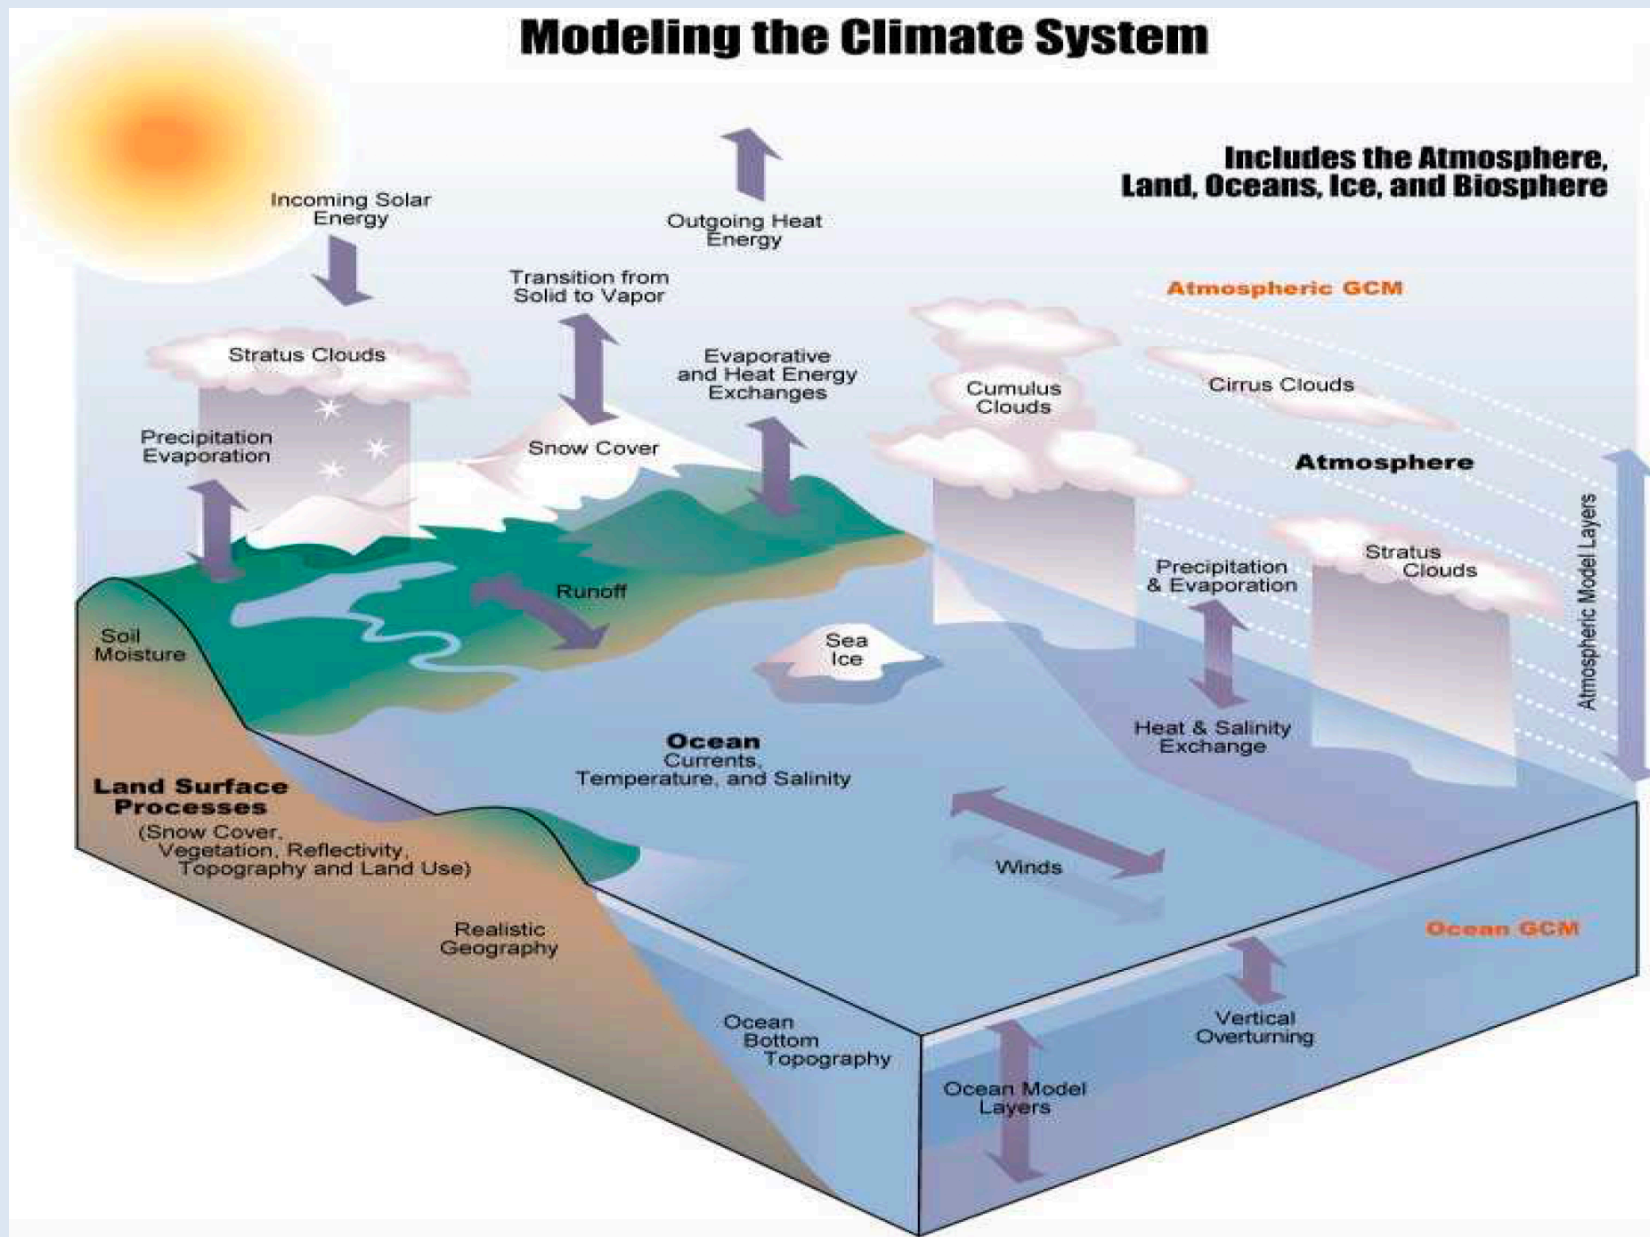 Modeling the Climate System
Includes the Atmosphere,
Land, Oceans, Ice, and Biosphere
Incoming Solar
Energy
Outgoing Heat
Energy
Transition from
Solid to Vapor
Atmospheric GCM
Stratus Clouds
Evaporative
and Heat Energy
Exchanges
Cumulus
Clouds
Cirrus Clouds
Precipitation
Evaporation
Snow Cover
Atmosphere
Atmospheric Model Layers
Stratus
Clouds
Precipitation
& Evaporation
Runoff
Soil
Moisture
Sea
Ice
Heat & Salinity
Exchange
Ocean
Currents,
Temperature, and Salinity
Land Surface
Processes
(Snow Cover,
Vegetation, Reflectivity,
Topography and Land Use)
Winds
Realistic
Geography
Ocean GCM
Ocean
Bottom
Topography
Vertical
Overturning
Ocean Model
Layers